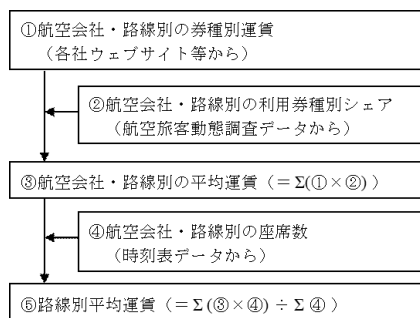 ①航空会社・路線別の券種別運賃
（各社ウェブサイト等から）
②航空会社・路線別の利用券種別シェア
（航空旅客動態調査データから）
③航空会社・路線別の平均運賃（＝Σ(①×②)）
④航空会社・路線別の座席数
（時刻表データから）
⑤路線別平均運賃（＝Σ(③×④)÷Σ④）